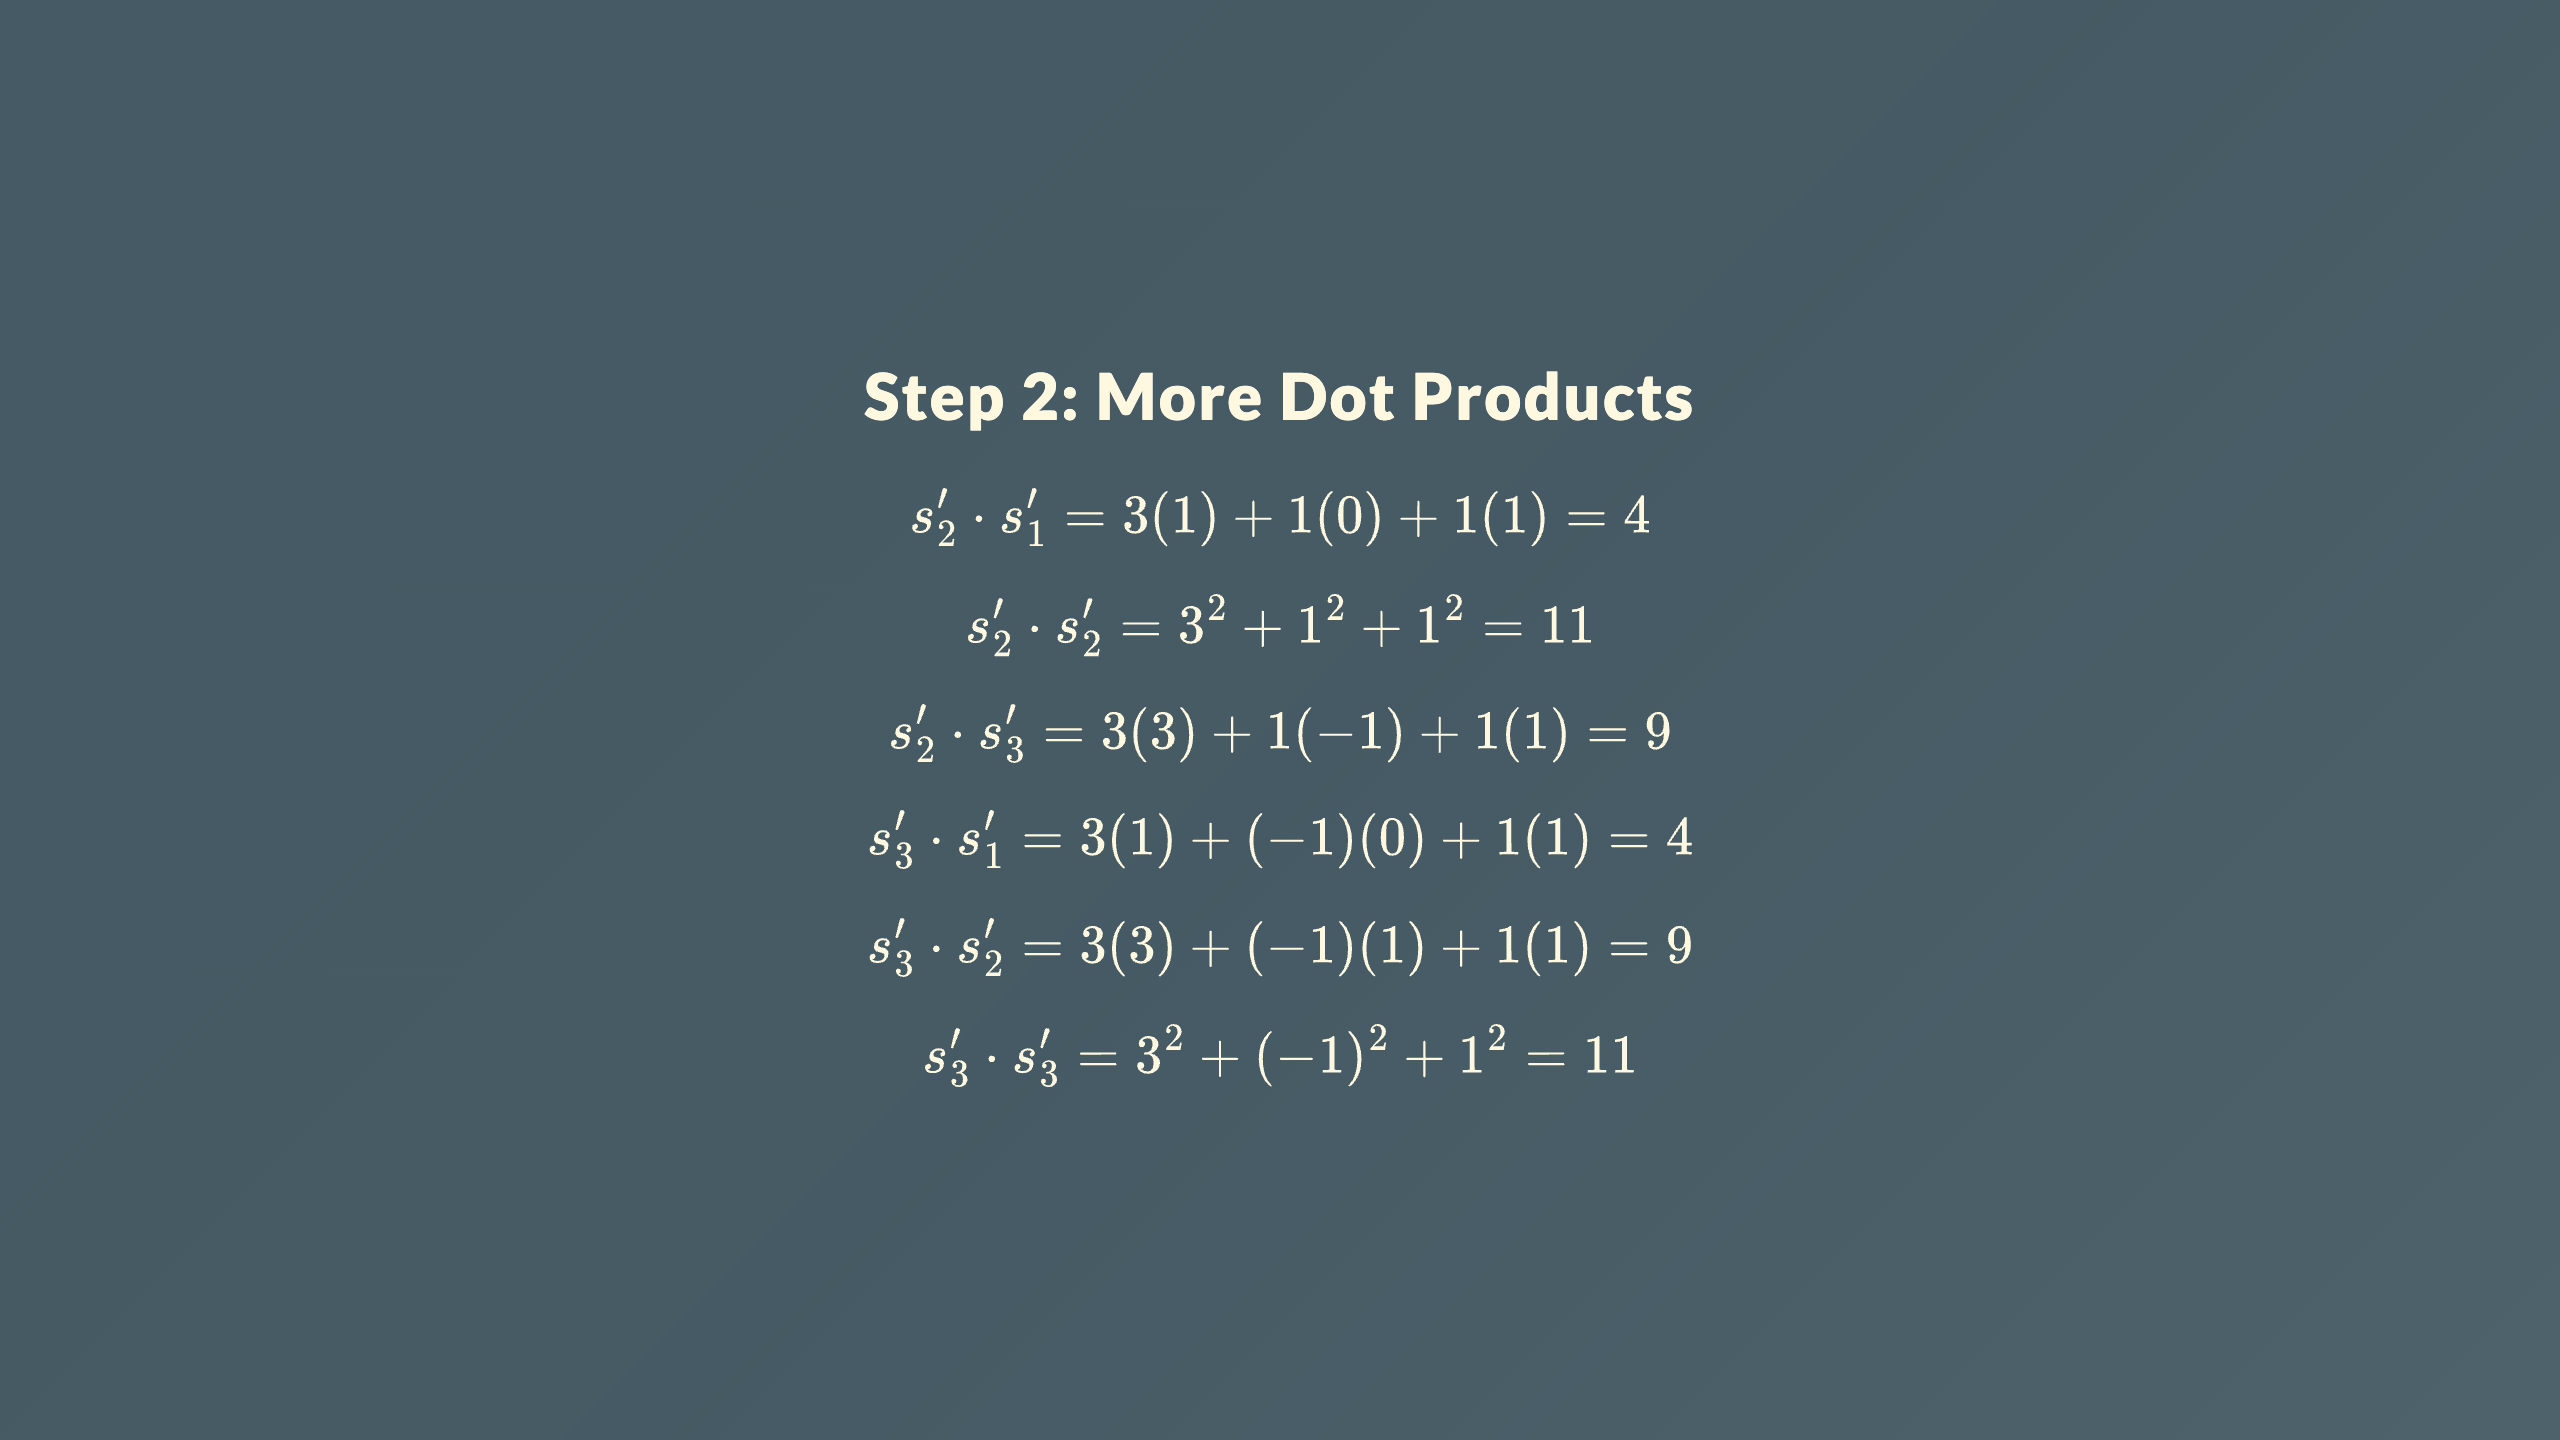 Step 2: More Dot Products
s′₂ · s′₁ = 3(1) + 1(0) + 1(1) = 4
s′₂ · s′₂ = 3² + 1² + 1² = 11
s′₂ · s′₃ = 3(3) + 1(−1) + 1(1) = 9
s′₃ · s′₁ = 3(1) + (−1)(0) + 1(1) = 4
s′₃ · s′₂ = 3(3) + (−1)(1) + 1(1) = 9
s′₃ · s′₃ = 3² + (−1)² + 1² = 11